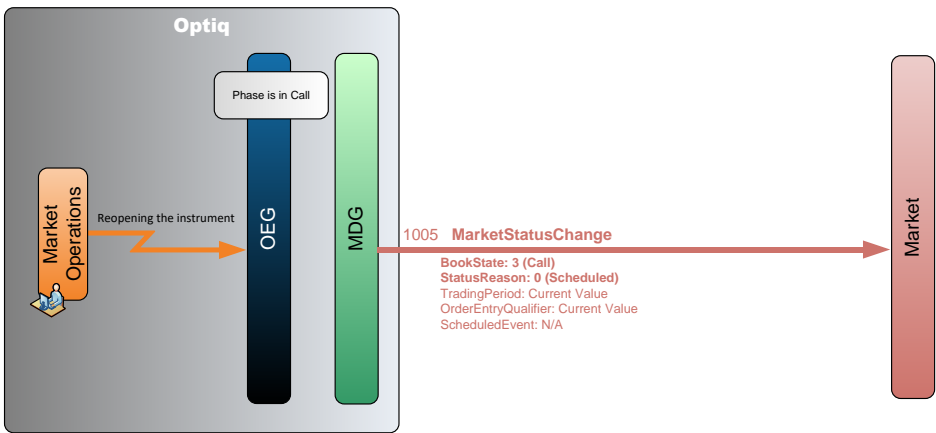 Optiq
Phase is in Call
Market
Operations
Reopening the instrument
OEG
MDG
1005 MarketStatusChange
BookState: 3 (Call)
StatusReason: 0 (Scheduled)
TradingPeriod: Current Value
OrderEntryQualifier: Current Value
ScheduledEvent: N/A
Market